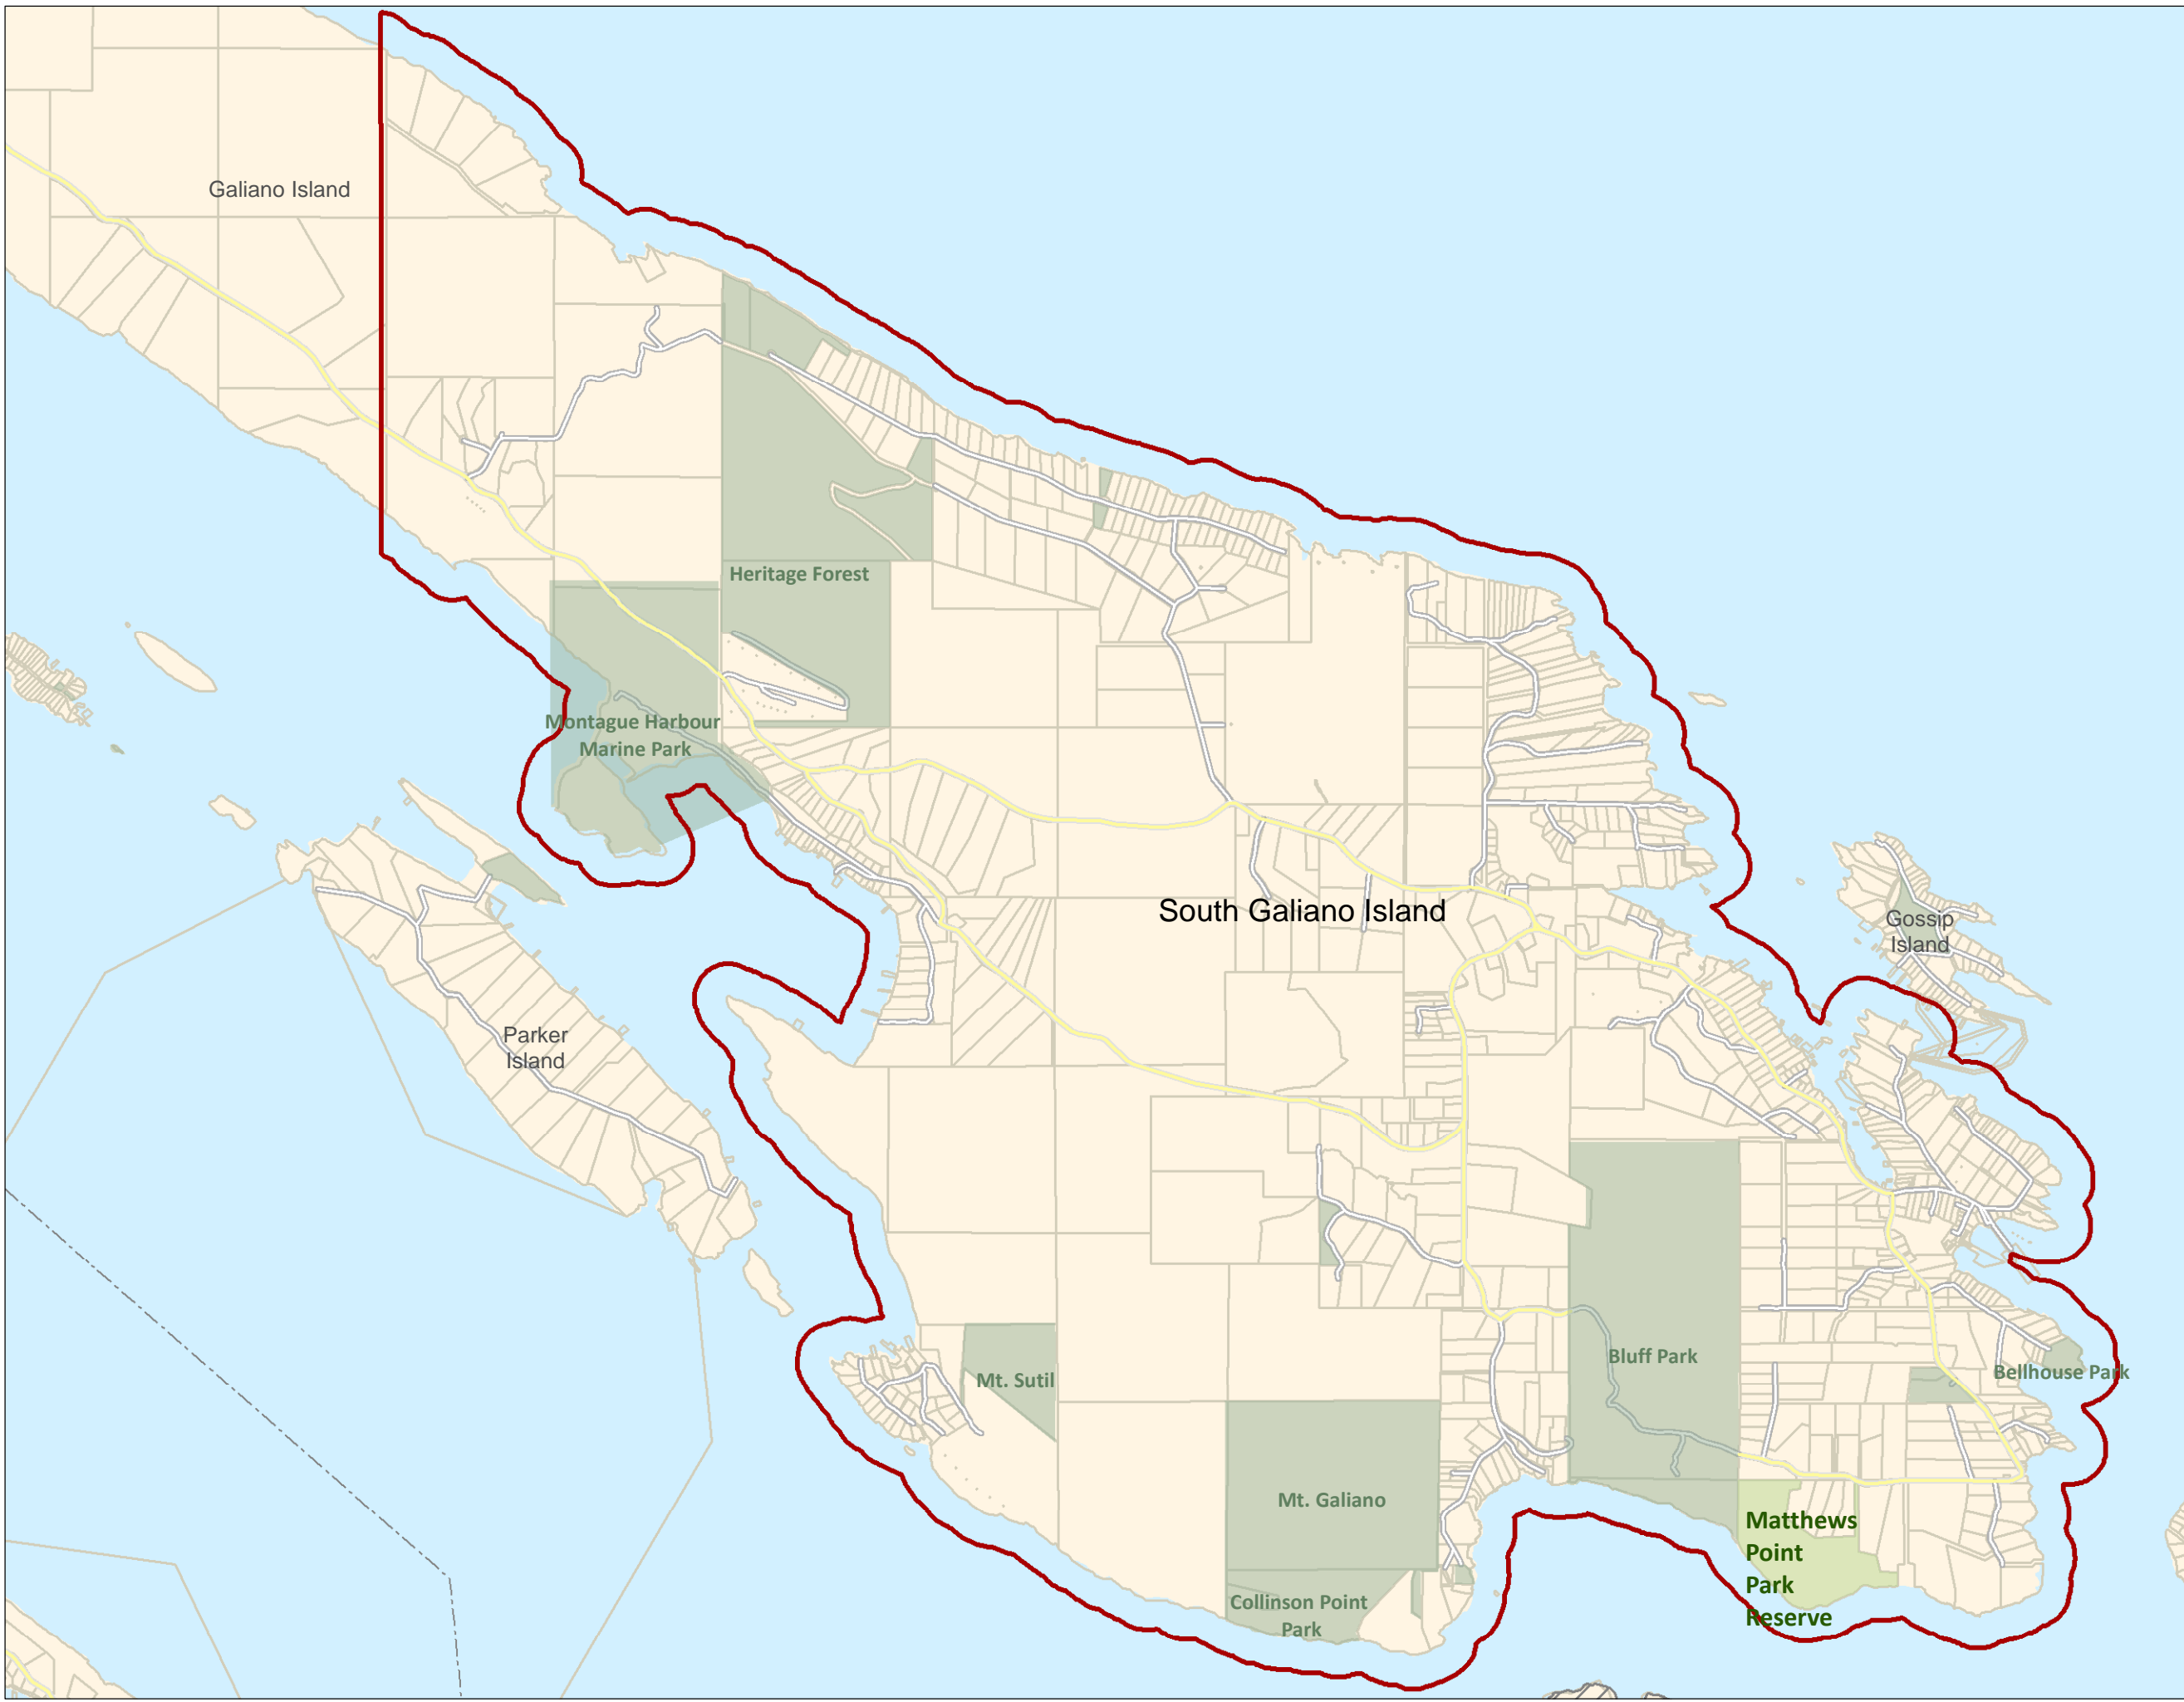 Galiano Island
Heritage Forest
Montague Harbour
Marine Park
South Galiano Island
Gossip
Island
Parker
Island
Bluff Park
Bellhouse Park
Mt. Sutil
Mt. Galiano
Matthews
Point
Park
Reserve
Collinson Point
Park